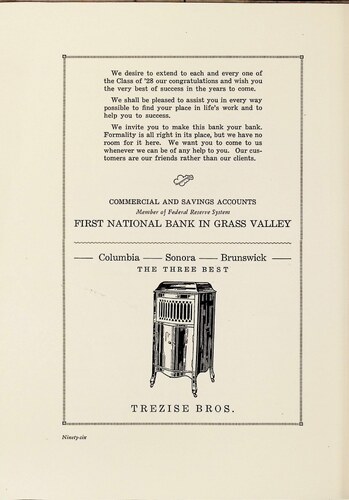 We desire to extend to each and every one of
the Class of '28 our congratulations and wish you
the very best of success in the years to come.
We shall be pleased to assist you in every way
possible to find your place in life's work and to
help you to success.
We invite you to make this bank your bank.
Formality is all right in its place, but we have no
room for it here. We want you to come to us
whenever we can be of any help to you. Our cus-
tomers are our friends rather than our clients.
COMMERCIAL AND SAVINGS ACCOUNTS
Member of Federal Reserve System
FIRST NATIONAL BANK IN GRASS VALLEY
Columbia — Sonora — Brunswick
THE THREE BEST
TREZISE BROS.
Ninety-six